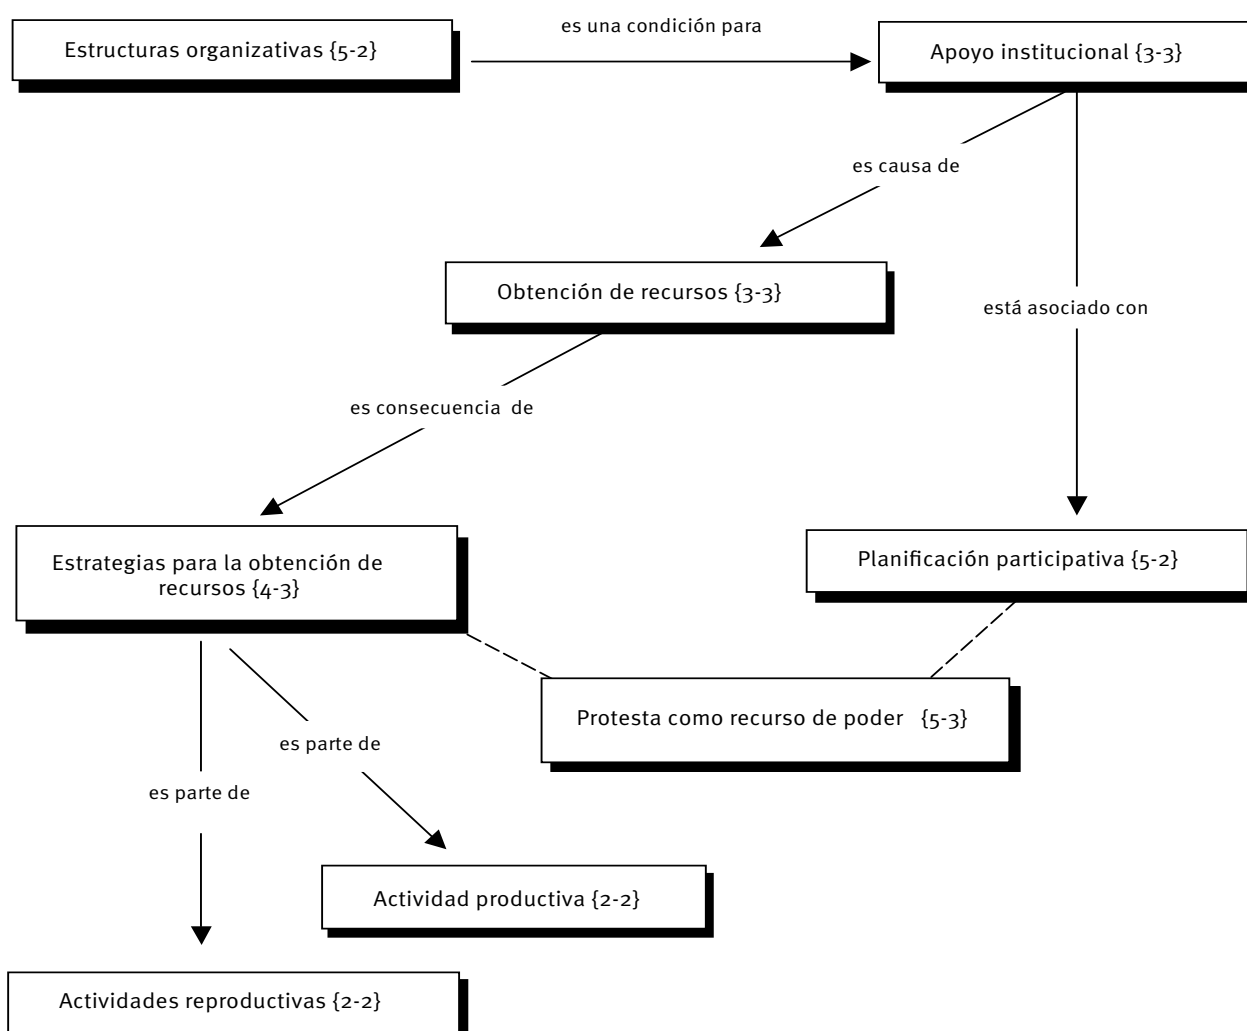 es una condición para
Estructuras organizativas {5-2}
Apoyo institucional {3-3}
es causa de
Obtención de recursos {3-3}
está asociado con
es consecuencia de
Estrategias para la obtención de
recursos {4-3}
Planificación participativa {5-2}
Protesta como recurso de poder {5-3}
es parte de
es parte de
Actividad productiva {2-2}
Actividades reproductivas {2-2}